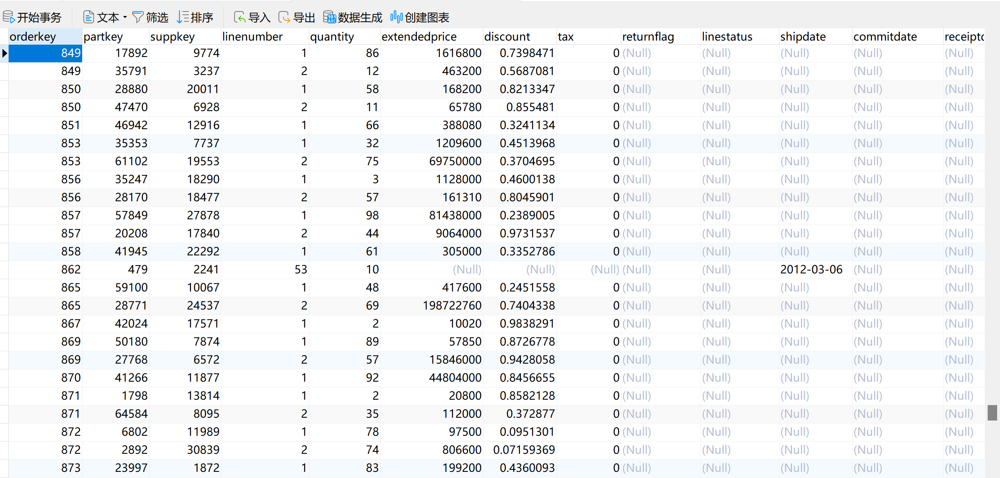 开始事务 文本 筛选 排序 导入 导出 数据生成 创建图表
orderkey partkey suppkey linenumber quantity extendedprice discount tax returnflag linestatus shipdate commitdate receiptd
849 17892 9774 1 86 1616800 0.7398471 0 (Null) (Null) (Null) (Null) (Null)
849 35791 3237 2 12 463200 0.5687081 0 (Null) (Null) (Null) (Null) (Null)
850 28880 20011 1 58 168200 0.8213347 0 (Null) (Null) (Null) (Null) (Null)
850 47470 6928 2 11 65780 0.855481 0 (Null) (Null) (Null) (Null) (Null)
851 46942 12916 1 66 388080 0.3241134 0 (Null) (Null) (Null) (Null) (Null)
853 35353 7737 1 32 1209600 0.4513968 0 (Null) (Null) (Null) (Null) (Null)
853 61102 19553 2 75 69750000 0.3704695 0 (Null) (Null) (Null) (Null) (Null)
856 35247 18290 1 3 1128000 0.4600138 0 (Null) (Null) (Null) (Null) (Null)
856 28170 18477 2 57 161310 0.8045901 0 (Null) (Null) (Null) (Null) (Null)
857 57849 27878 1 98 81438000 0.2389005 0 (Null) (Null) (Null) (Null) (Null)
857 20208 17840 2 44 9064000 0.9731537 0 (Null) (Null) (Null) (Null) (Null)
858 41945 22292 1 61 305000 0.3352786 0 (Null) (Null) (Null) (Null) (Null)
862 479 2241 53 10 (Null) (Null) (Null) (Null) (Null) 2012-03-06 (Null) (Null)
865 59100 10067 1 48 417600 0.2451558 0 (Null) (Null) (Null) (Null) (Null)
865 28771 24537 2 69 198722760 0.7404338 0 (Null) (Null) (Null) (Null) (Null)
867 42024 17571 1 2 10020 0.9838291 0 (Null) (Null) (Null) (Null) (Null)
869 50180 7874 1 89 57850 0.8726778 0 (Null) (Null) (Null) (Null) (Null)
869 27768 6572 2 57 15846000 0.9428058 0 (Null) (Null) (Null) (Null) (Null)
870 41266 11877 1 92 44804000 0.8456655 0 (Null) (Null) (Null) (Null) (Null)
871 1798 13814 1 2 20800 0.8582128 0 (Null) (Null) (Null) (Null) (Null)
871 64584 8095 2 35 112000 0.372877 0 (Null) (Null) (Null) (Null) (Null)
872 6802 11989 1 78 97500 0.0951301 0 (Null) (Null) (Null) (Null) (Null)
872 2892 30839 2 74 806600 0.07159369 0 (Null) (Null) (Null) (Null) (Null)
873 23997 1872 1 83 199200 0.4360093 0 (Null) (Null) (Null) (Null) (Null)